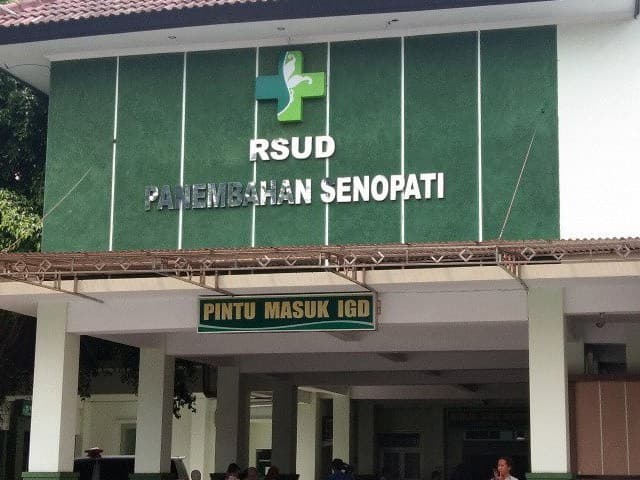 RSUD
PANEMBAHAN SENOPATI
PINTU MASUK IGD